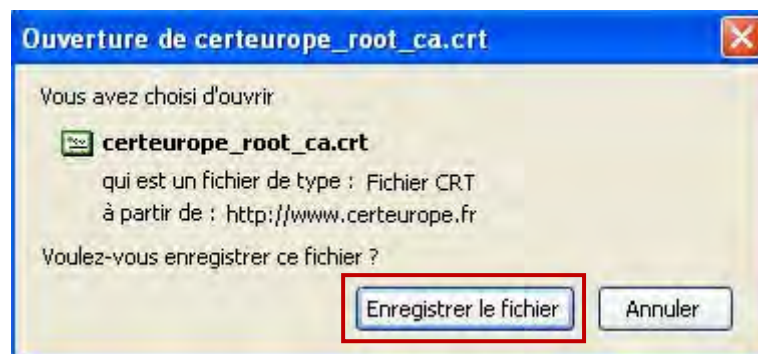 Ouverture de certeurope_root_ca.crt
Vous avez choisi d'ouvrir
certeurope_root_ca.crt
qui est un fichier de type : Fichier CRT
à partir de : http://www.certeurope.fr
Voulez-vous enregistrer ce fichier ?
Enregistrer le fichier Annuler